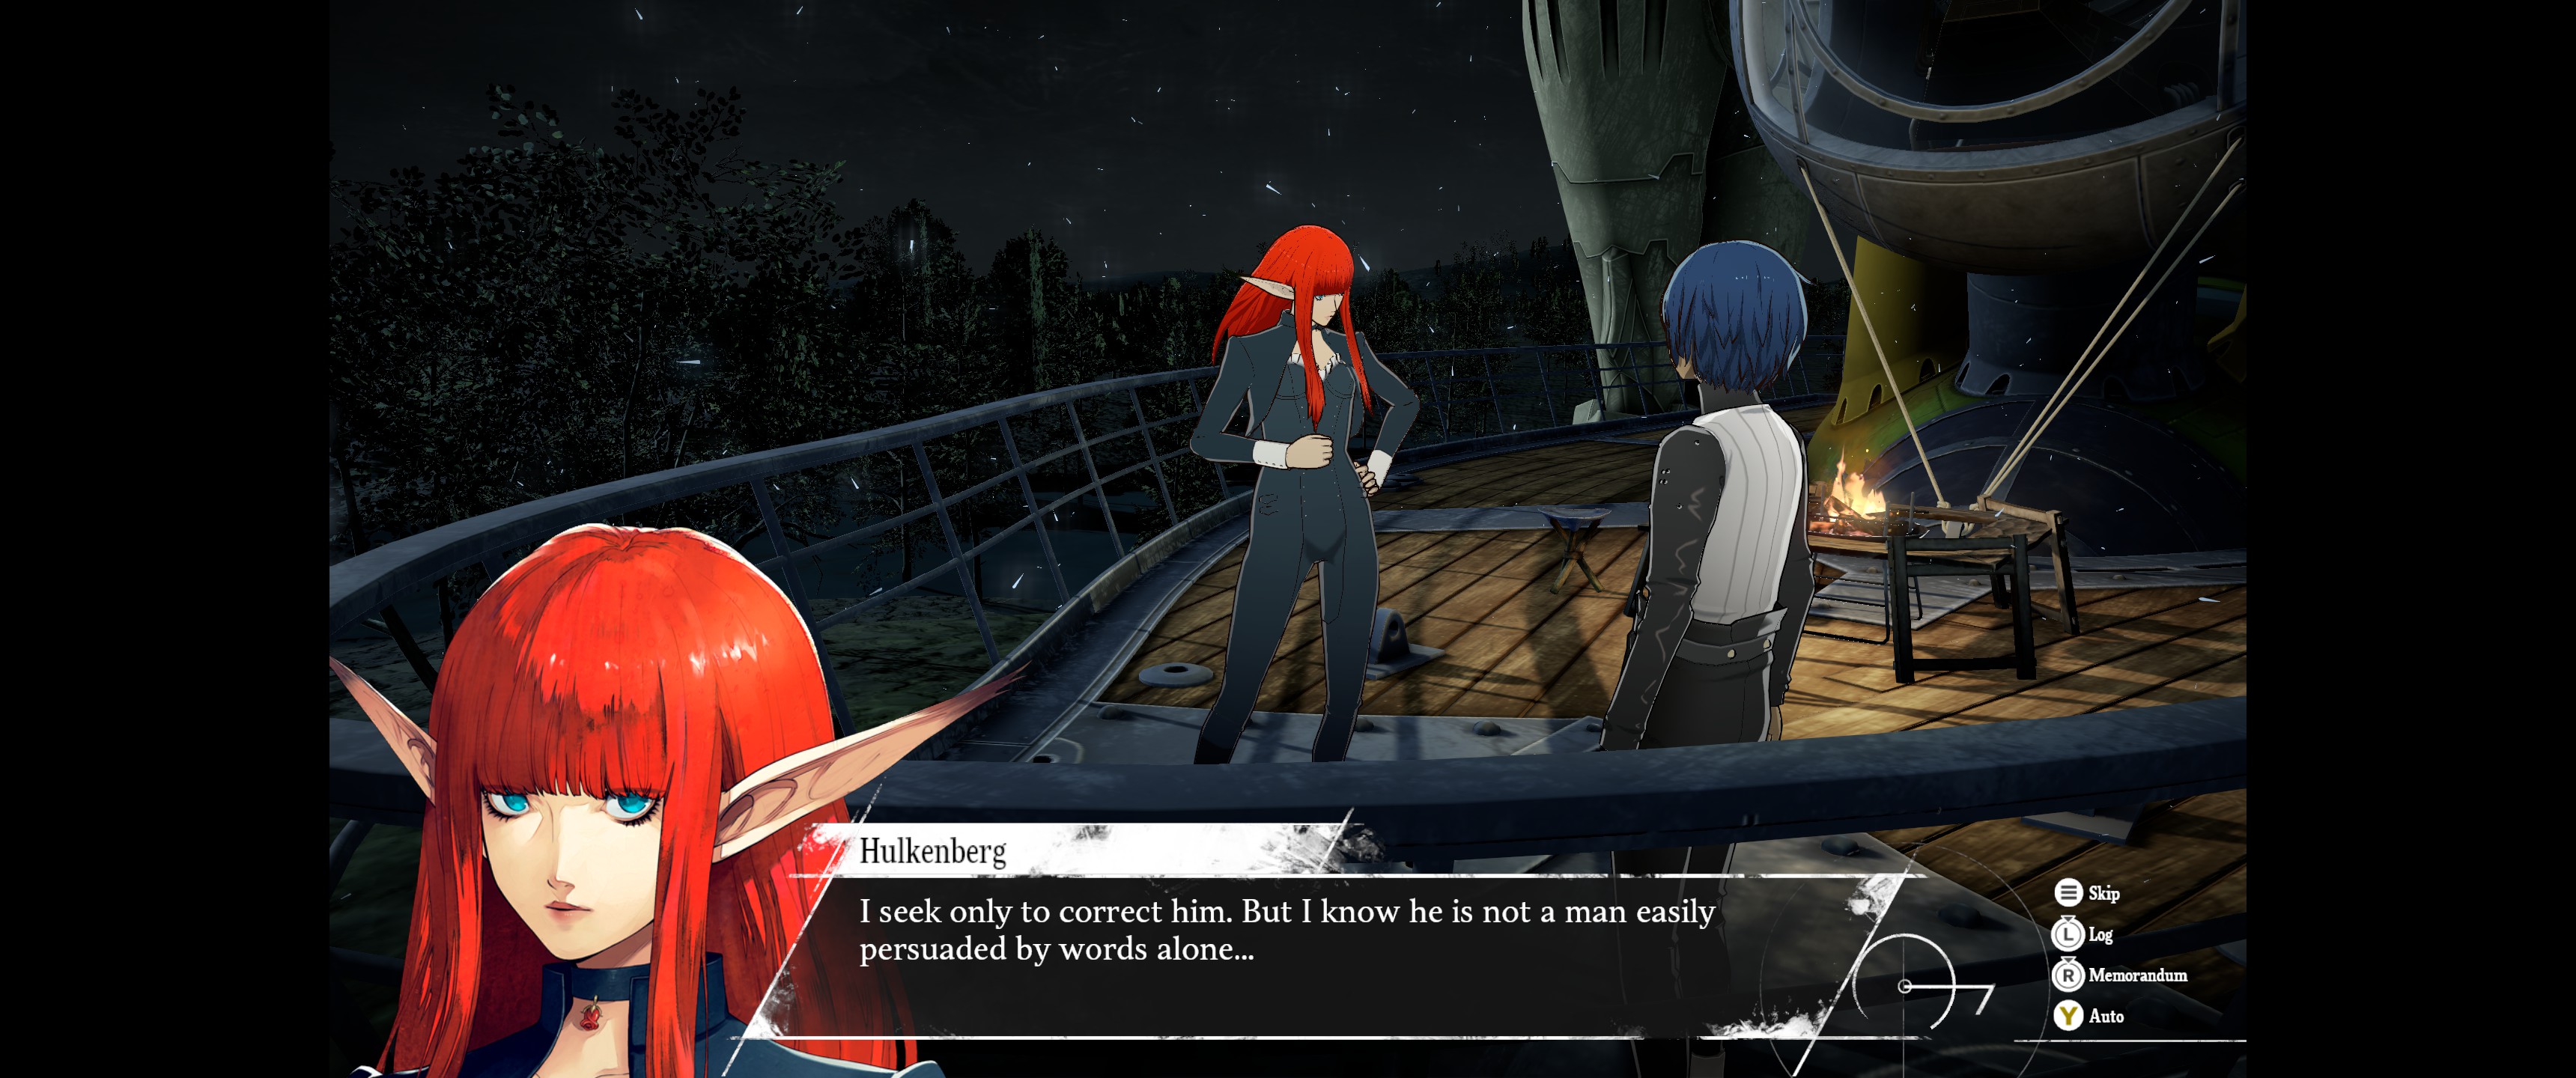 Hulkenberg
I seek only to correct him. But I know he is not a man easily
persuaded by words alone...
Skip
L Log
R Memorandum
Y Auto